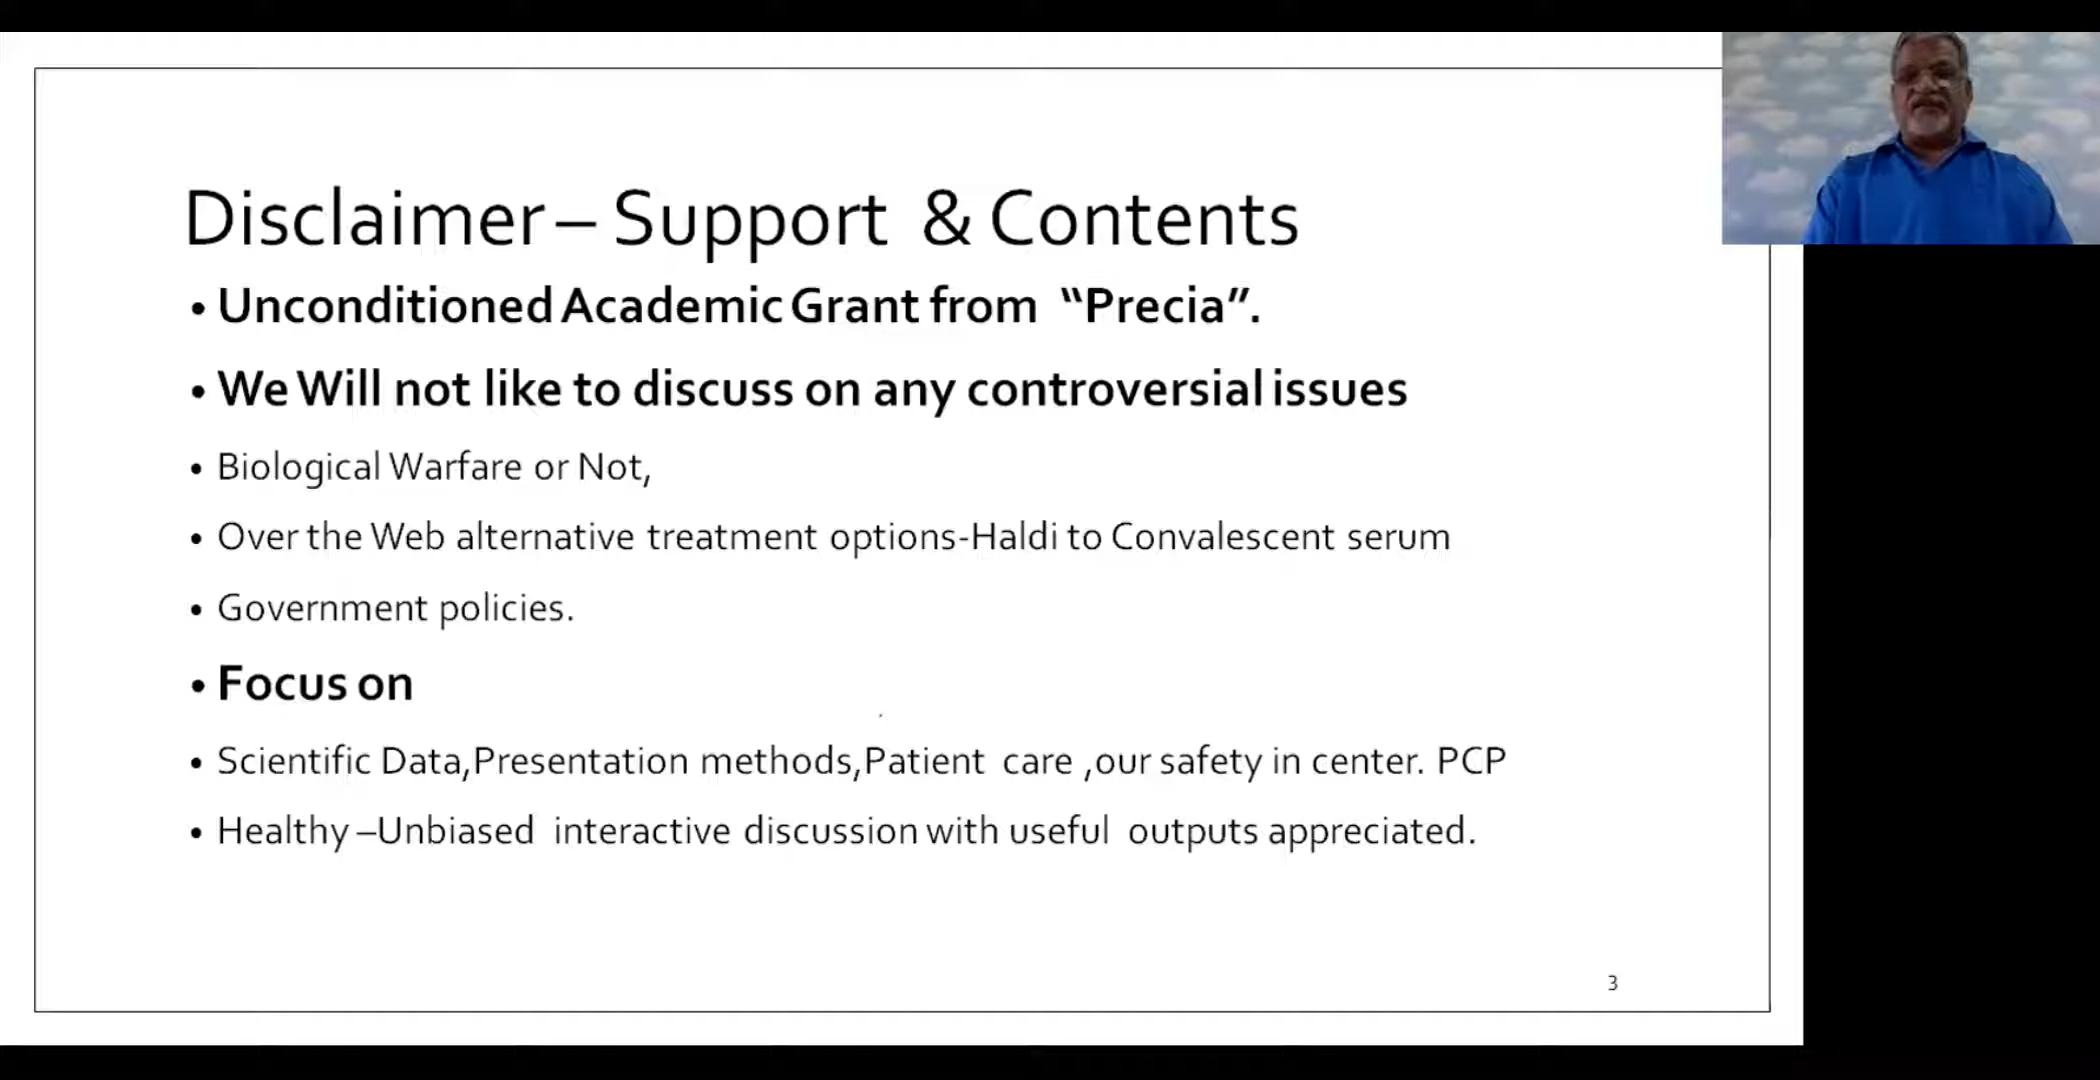 Disclaimer – Support & Contents
• Unconditioned Academic Grant from “Precia”.
• We Will not like to discuss on any controversial issues
• Biological Warfare or Not,
• Over the Web alternative treatment options-Haldi to Convalescent serum
• Government policies.
• Focus on
• Scientific Data,Presentation methods,Patient care ,our safety in center. PCP
• Healthy –Unbiased interactive discussion with useful outputs appreciated.
3